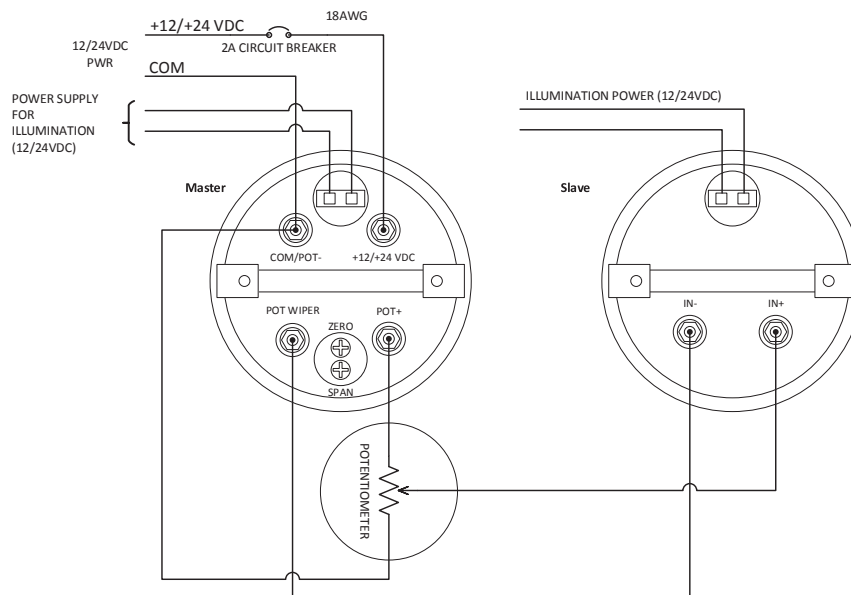 +12/+24 VDC
18AWG
2A CIRCUIT BREAKER
12/24VDC
PWR
COM
POWER SUPPLY
FOR
ILLUMINATION
(12/24VDC)
ILLUMINATION POWER (12/24VDC)
Master
Slave
COM/POT-
+12/+24 VDC
POT WIPER
ZERO
POT+
SPAN
IN-
IN+
POTENTIOMETER